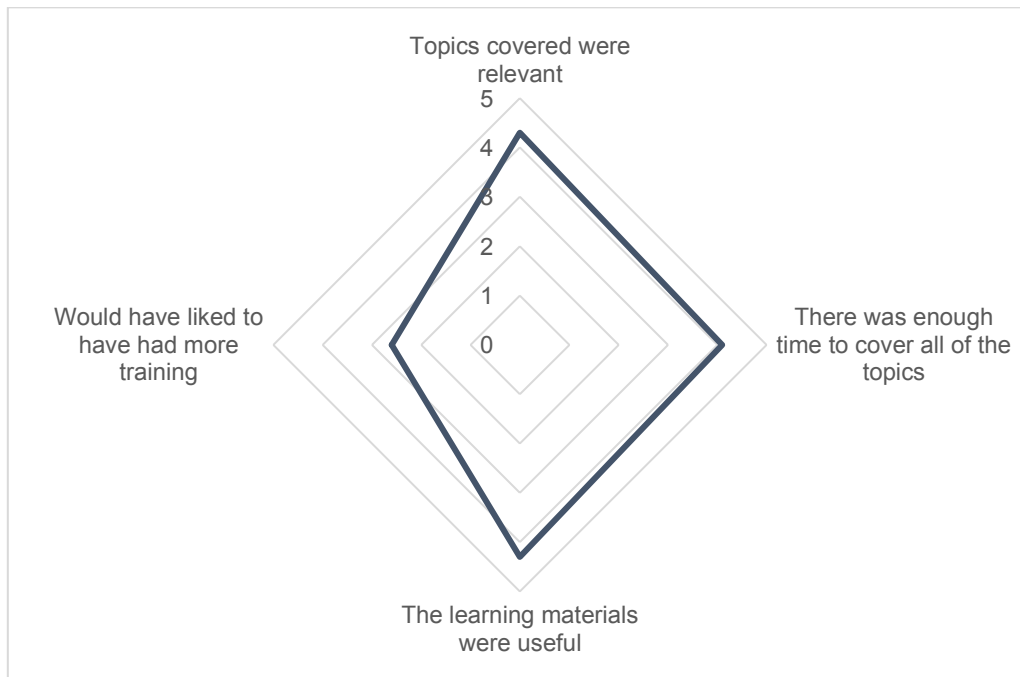 Topics covered were
relevant
5
4
3
2
1
0
Would have liked to
have had more
training
There was enough
time to cover all of the
topics
The learning materials
were useful